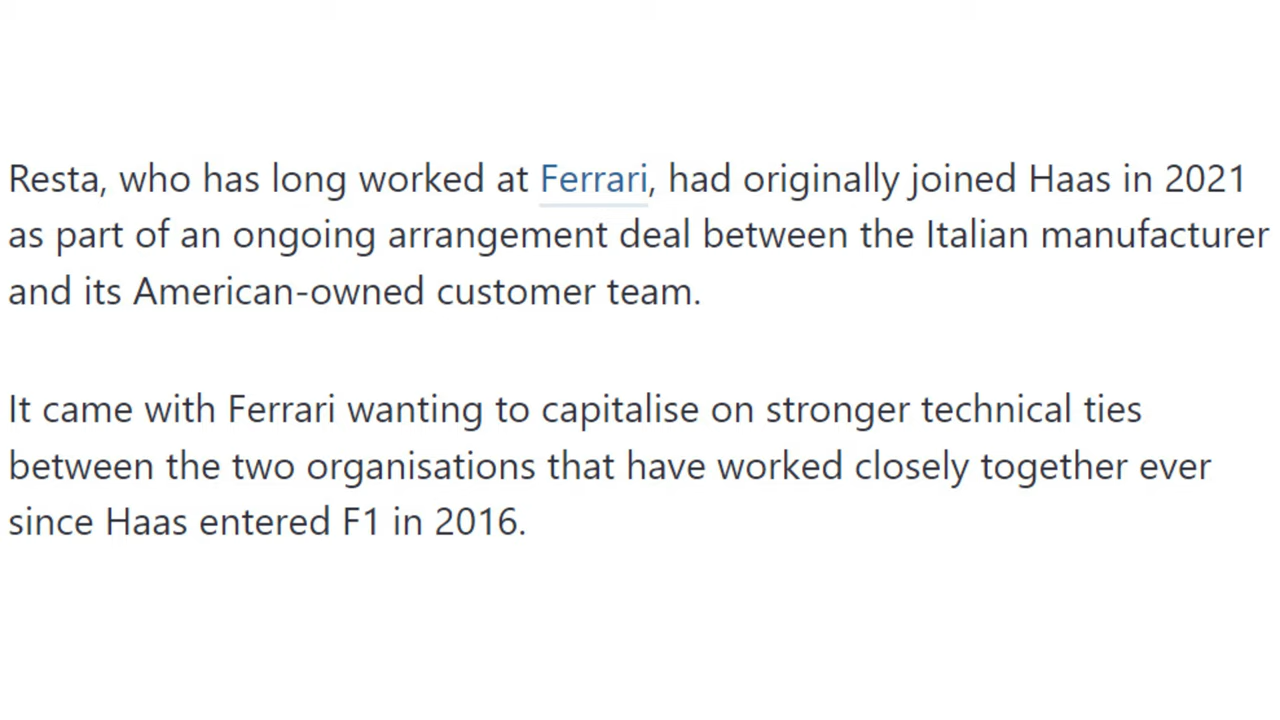 Resta, who has long worked at Ferrari, had originally joined Haas in 2021
as part of an ongoing arrangement deal between the Italian manufacturer
and its American-owned customer team.
It came with Ferrari wanting to capitalise on stronger technical ties
between the two organisations that have worked closely together ever
since Haas entered F1 in 2016.